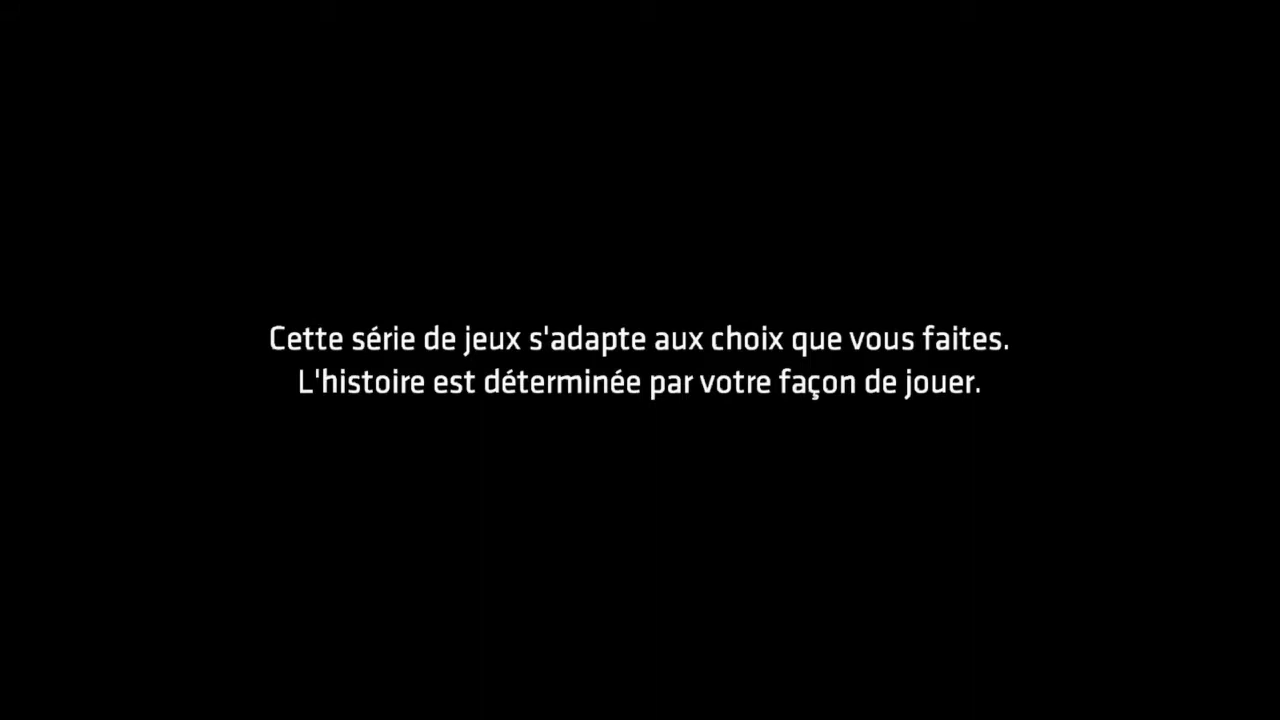 Cette série de jeux s'adapte aux choix que vous faites.
L'histoire est déterminée par votre façon de jouer.